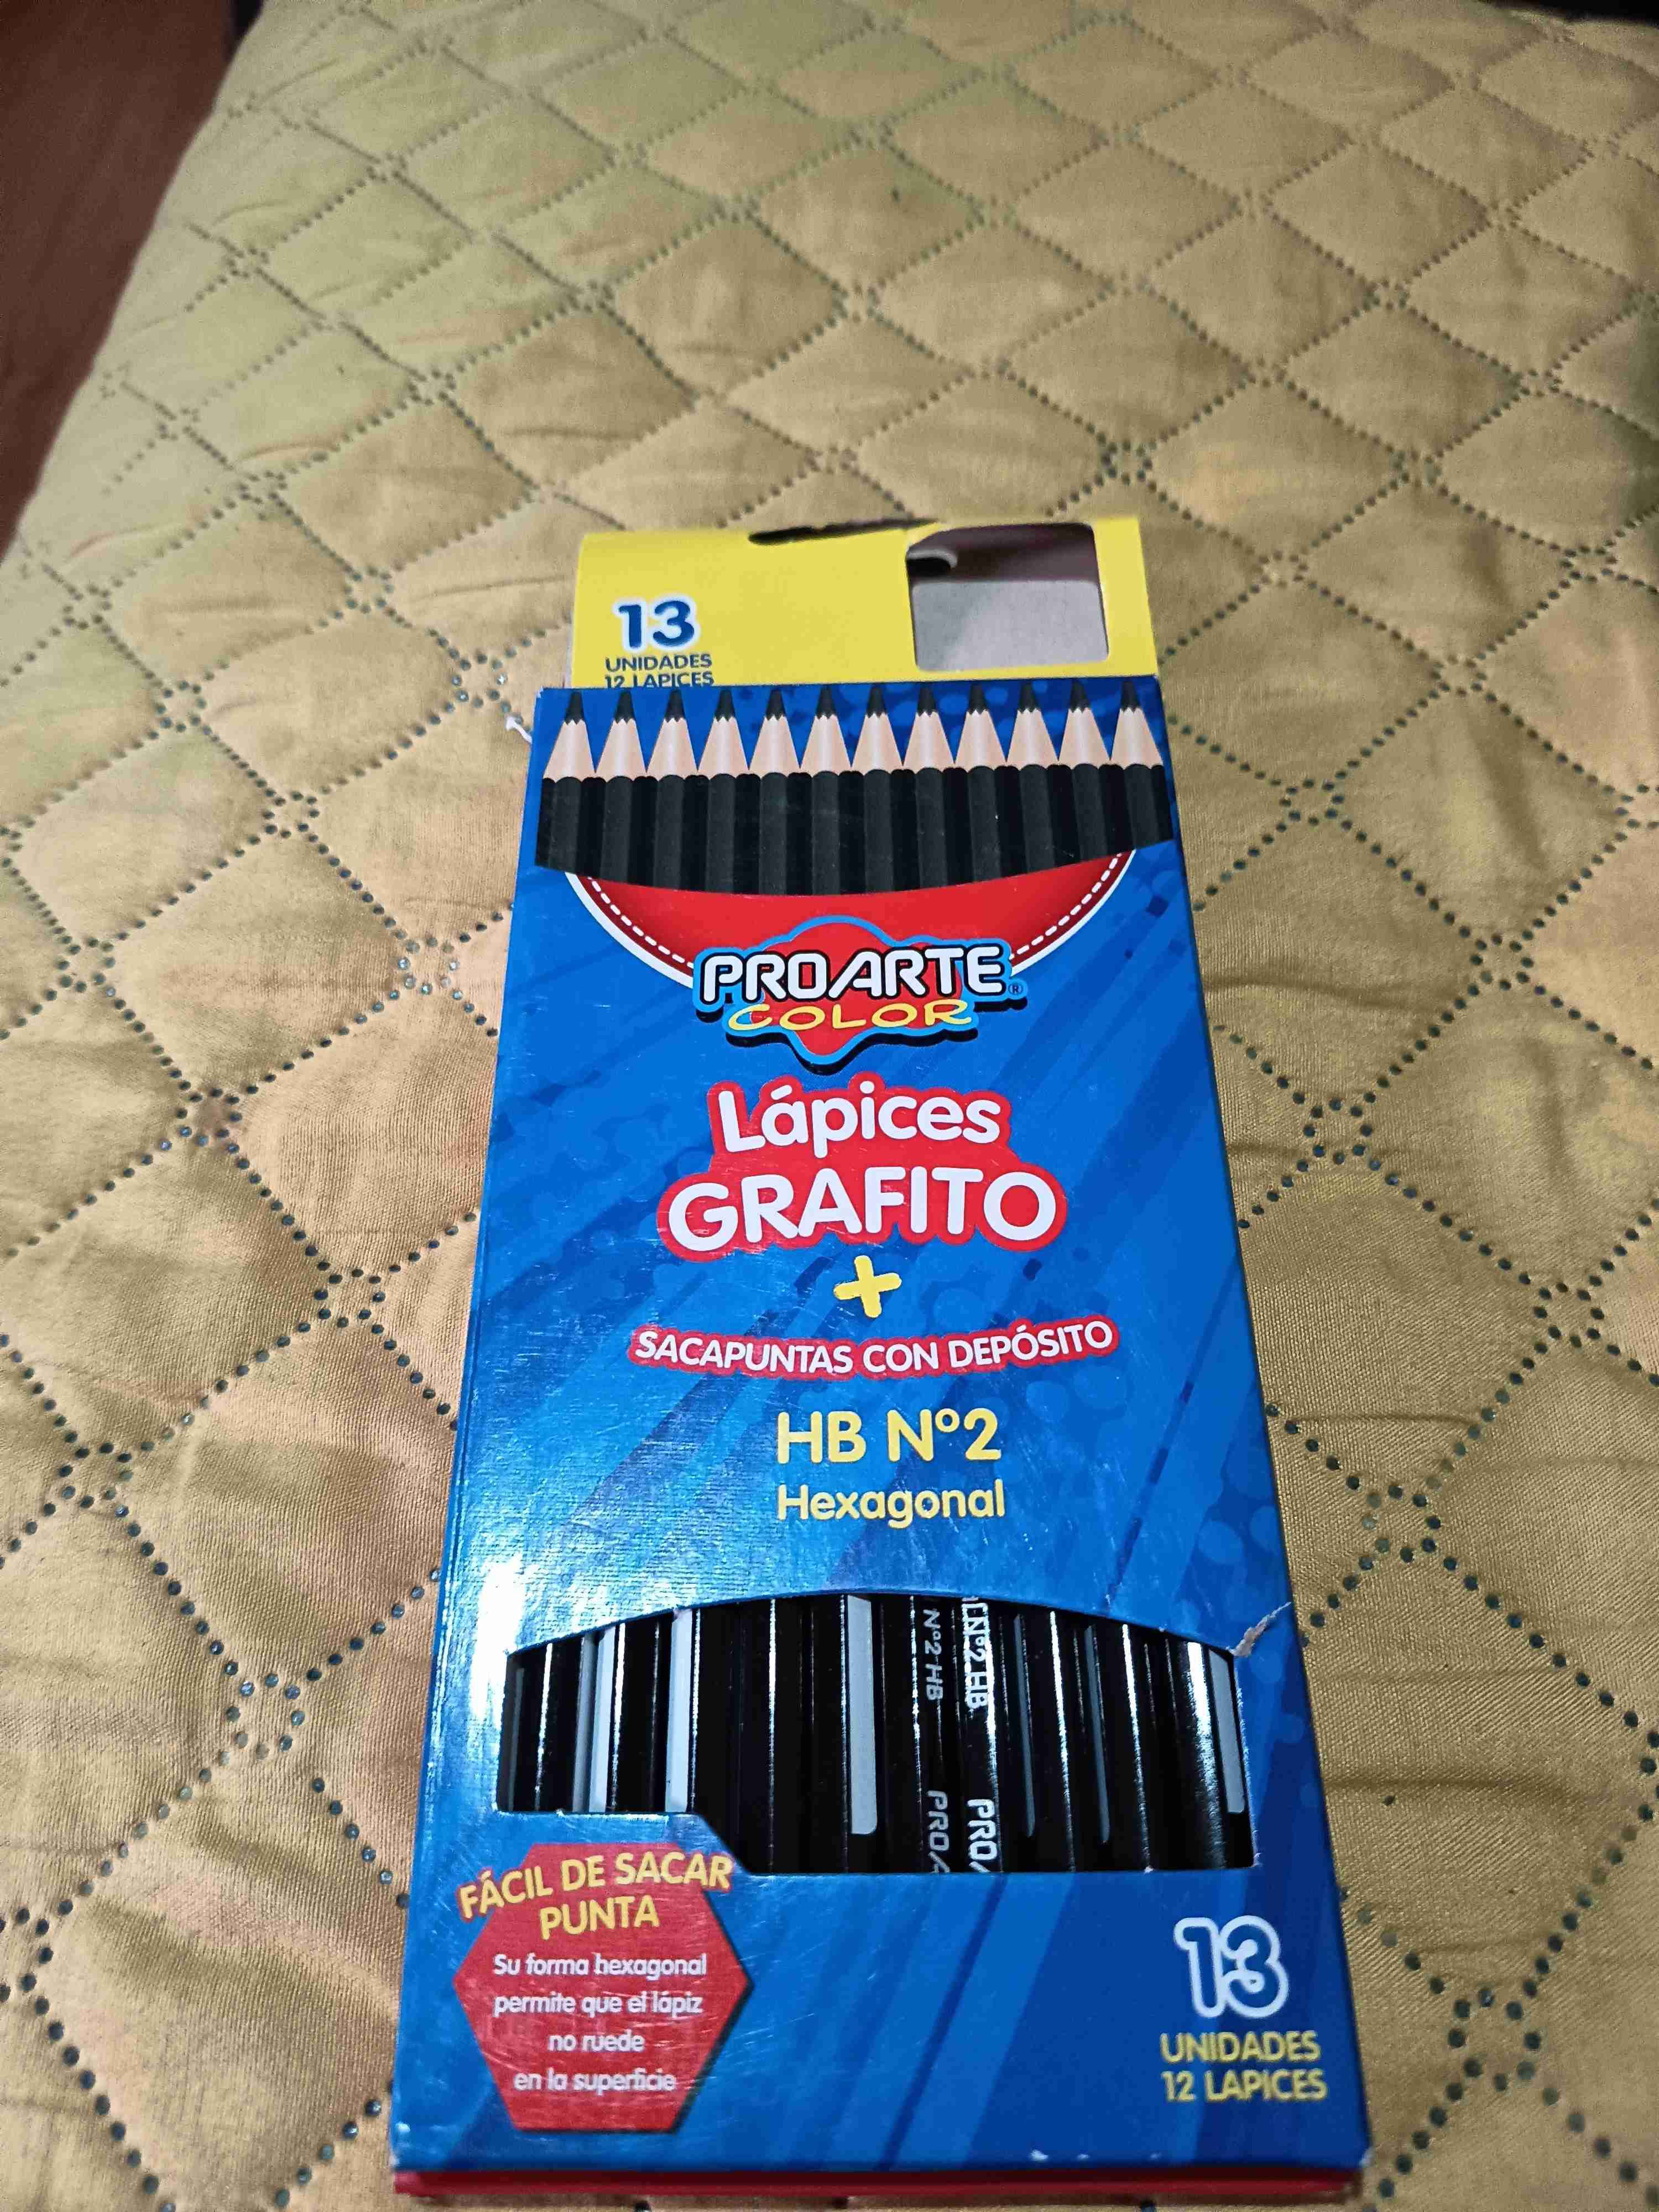 13
UNIDADES
12 LAPICES
PROARTE®
COLOR
Lápices
GRAFITO
+
SACAPUNTAS CON DEPÓSITO
HB Nº2
Hexagonal
Nº2 HB PROA
Nº2 HB PRO
FÁCIL DE SACAR
PUNTA
Su forma hexagonal
permite que el lápiz
no ruede
en la superficie
13
UNIDADES
12 LAPICES